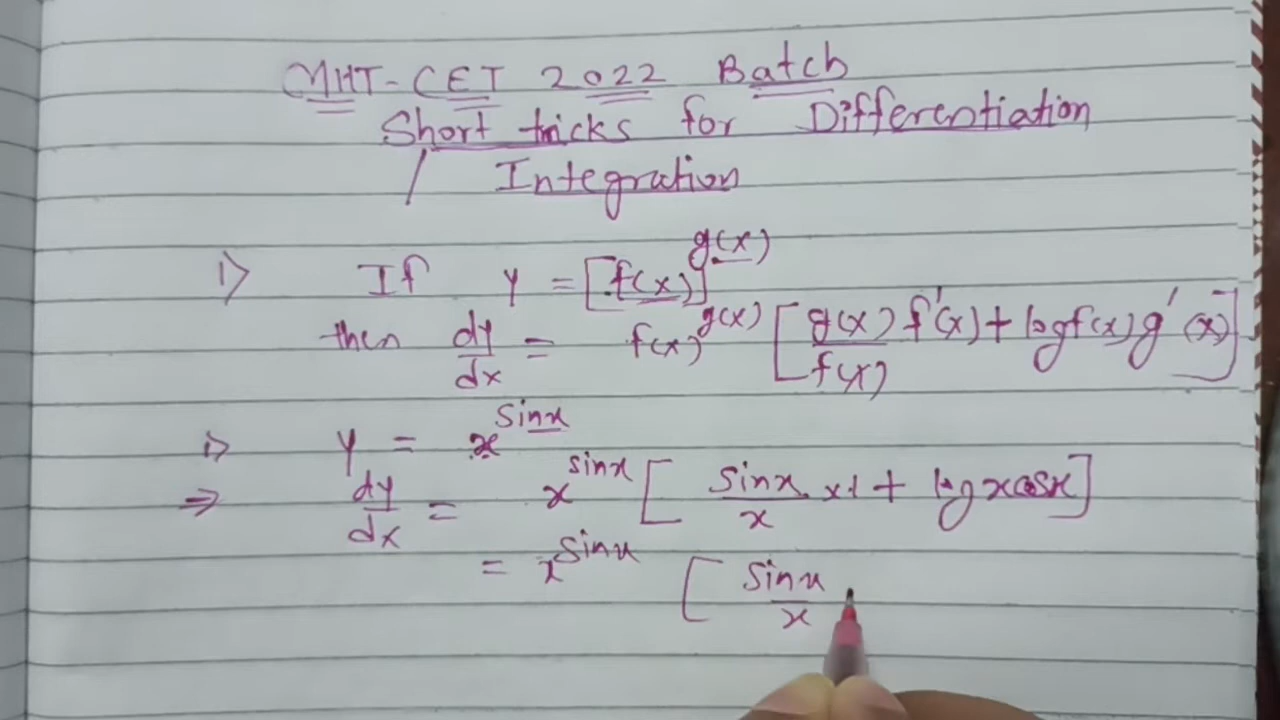 MHT-CET 2022 Batch
Short tricks for Differentiation
/ Integration
1) If y = [f(x)]^g(x)
then dy/dx = f(x)^g(x) [g(x)/f(x) f'(x) + log f(x) g'(x)]
1) y = x^sinx
⇒ dy/dx = x^sinx [sinx/x × 1 + log x cosx]
= x^sinx [sinx/x